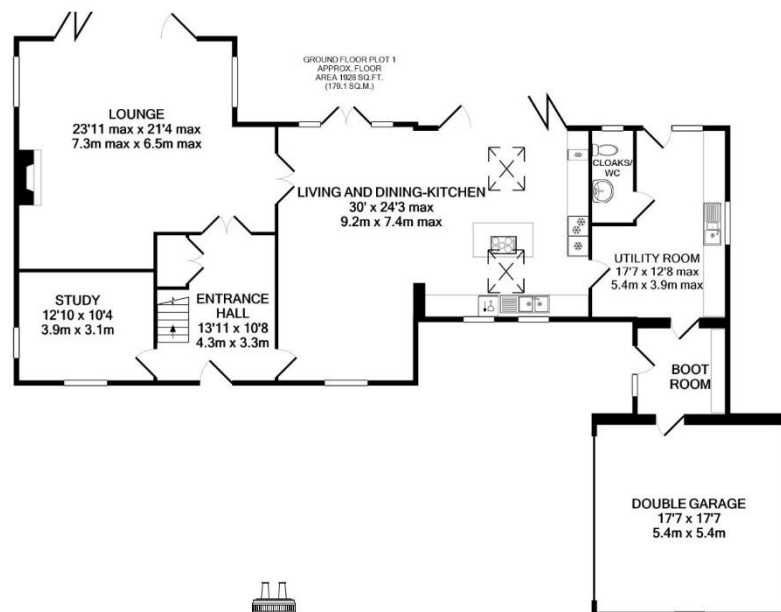 GROUND FLOOR PLOT 1
APPROX. FLOOR
AREA 1928 SQ.FT.
(179.1 SQ.M.)
LOUNGE
23'11 max x 21'4 max
7.3m max x 6.5m max
LIVING AND DINING-KITCHEN
30' x 24'3 max
9.2m x 7.4m max
CLOAKS/
WC
UTILITY ROOM
17'7 x 12'8 max
5.4m x 3.9m max
STUDY
12'10 x 10'4
3.9m x 3.1m
ENTRANCE
HALL
13'11 x 10'8
4.3m x 3.3m
BOOT
ROOM
DOUBLE GARAGE
17'7 x 17'7
5.4m x 5.4m